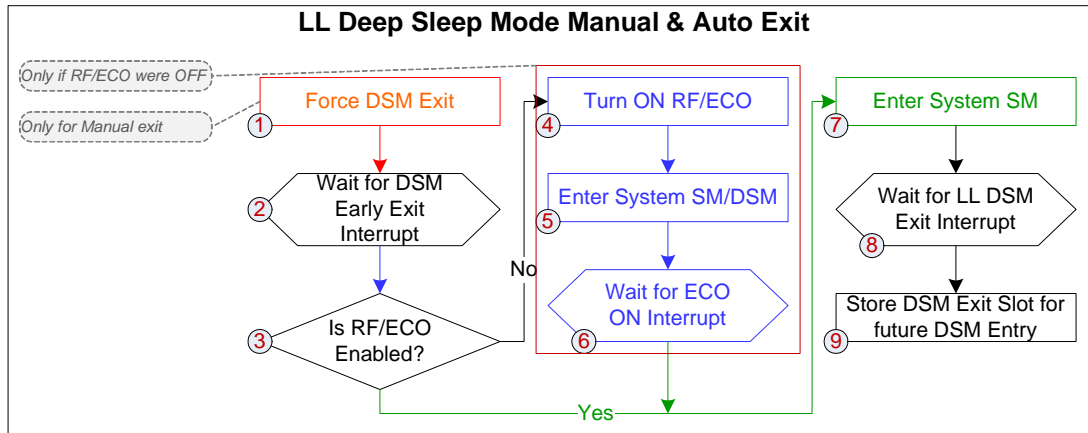 LL Deep Sleep Mode Manual & Auto Exit
Only if RF/ECO were OFF
Only for Manual exit
Force DSM Exit
1
Wait for DSM
Early Exit
Interrupt
2
Is RF/ECO
Enabled?
3
No
Yes
Turn ON RF/ECO
4
Enter System SM/DSM
5
Wait for ECO
ON Interrupt
6
Enter System SM
7
Wait for LL DSM
Exit Interrupt
8
Store DSM Exit Slot for
future DSM Entry
9